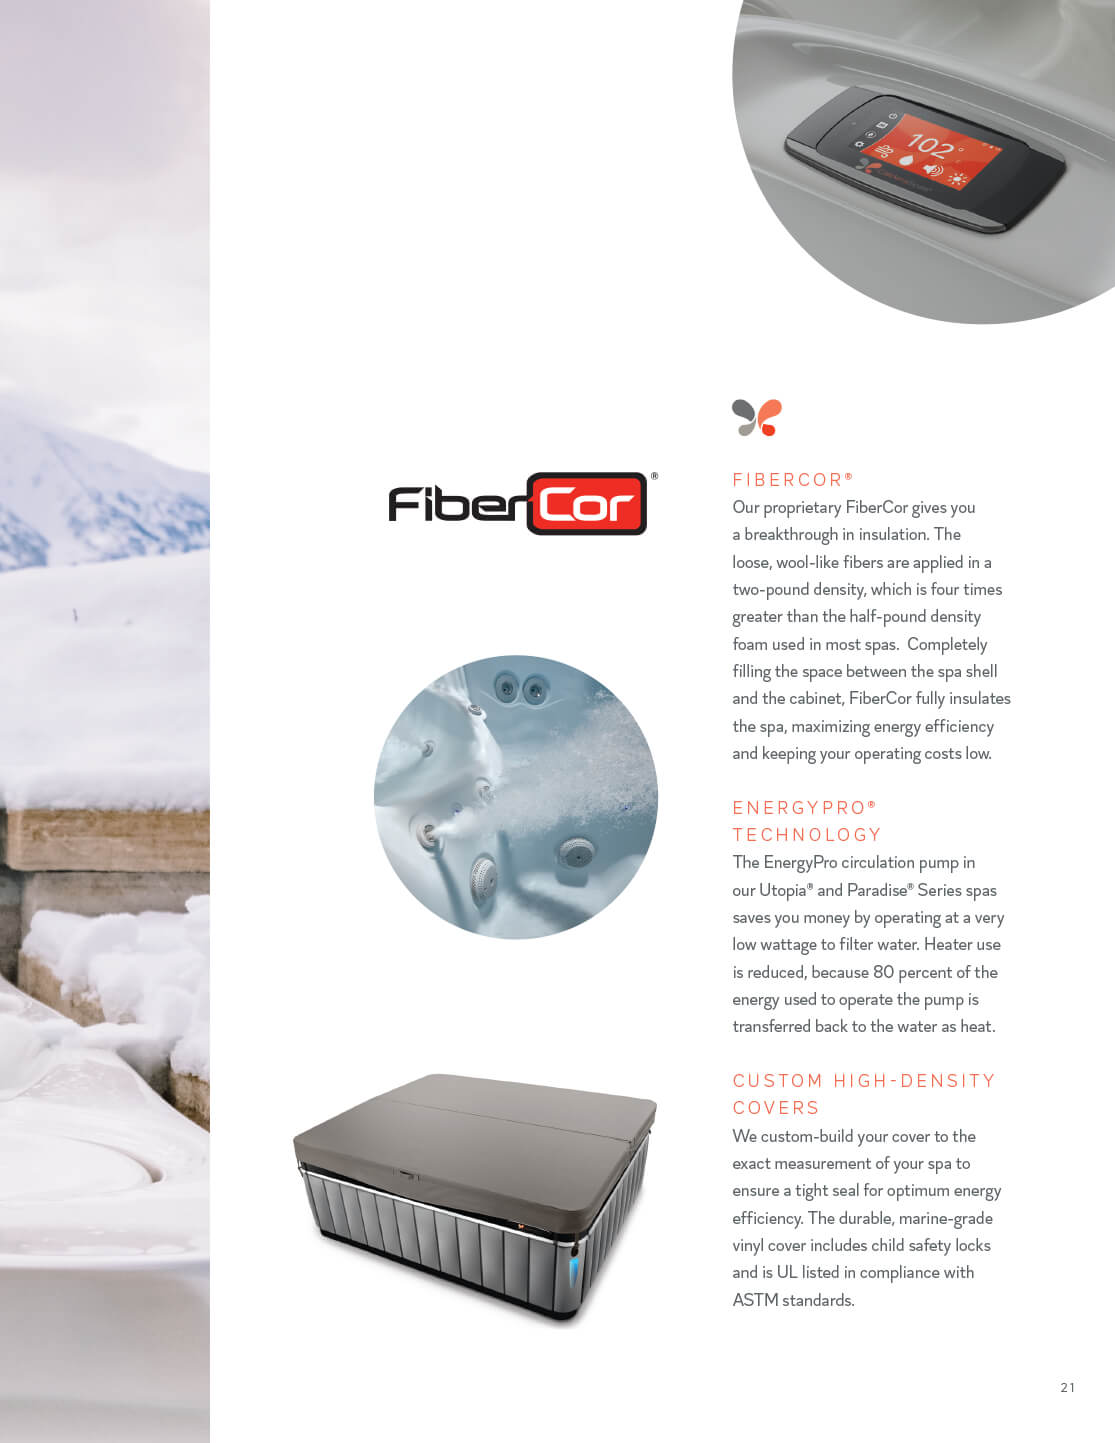 102°
FiberCor®
FIBERCOR®
Our proprietary FiberCor gives you
a breakthrough in insulation. The
loose, wool-like fibers are applied in a
two-pound density, which is four times
greater than the half-pound density
foam used in most spas.  Completely
filling the space between the spa shell
and the cabinet, FiberCor fully insulates
the spa, maximizing energy efficiency
and keeping your operating costs low.
ENERGYPRO®
TECHNOLOGY
The EnergyPro circulation pump in
our Utopia® and Paradise® Series spas
saves you money by operating at a very
low wattage to filter water. Heater use
is reduced, because 80 percent of the
energy used to operate the pump is
transferred back to the water as heat.
CUSTOM HIGH-DENSITY
COVERS
We custom-build your cover to the
exact measurement of your spa to
ensure a tight seal for optimum energy
efficiency. The durable, marine-grade
vinyl cover includes child safety locks
and is UL listed in compliance with
ASTM standards.
21